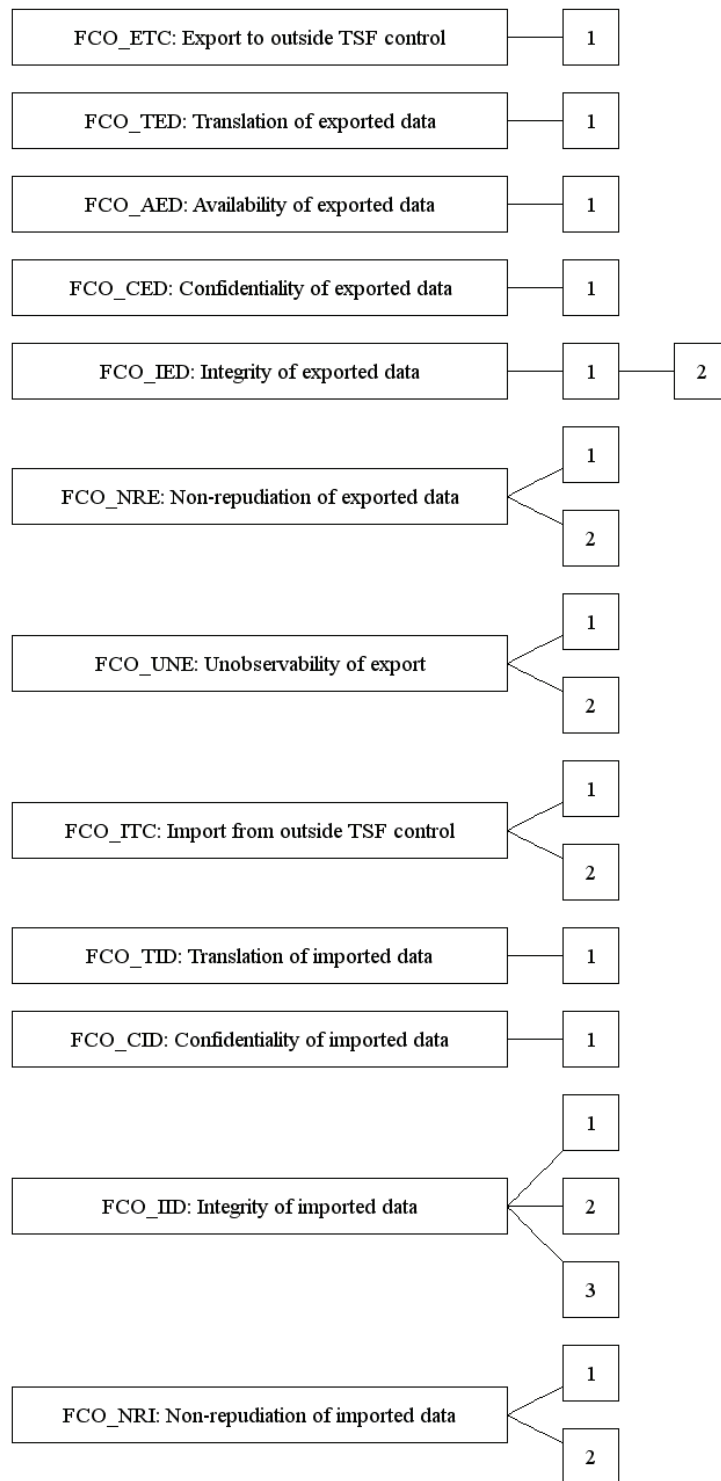 FCO_ETC: Export to outside TSF control 1
FCO_TED: Translation of exported data 1
FCO_AED: Availability of exported data 1
FCO_CED: Confidentiality of exported data 1
FCO_IED: Integrity of exported data 1 2
1
FCO_NRE: Non-repudiation of exported data
2
1
FCO_UNE: Unobservability of export
2
1
FCO_ITC: Import from outside TSF control
2
FCO_TID: Translation of imported data 1
FCO_CID: Confidentiality of imported data 1
1
FCO_IID: Integrity of imported data 2
3
1
FCO_NRI: Non-repudiation of imported data
2